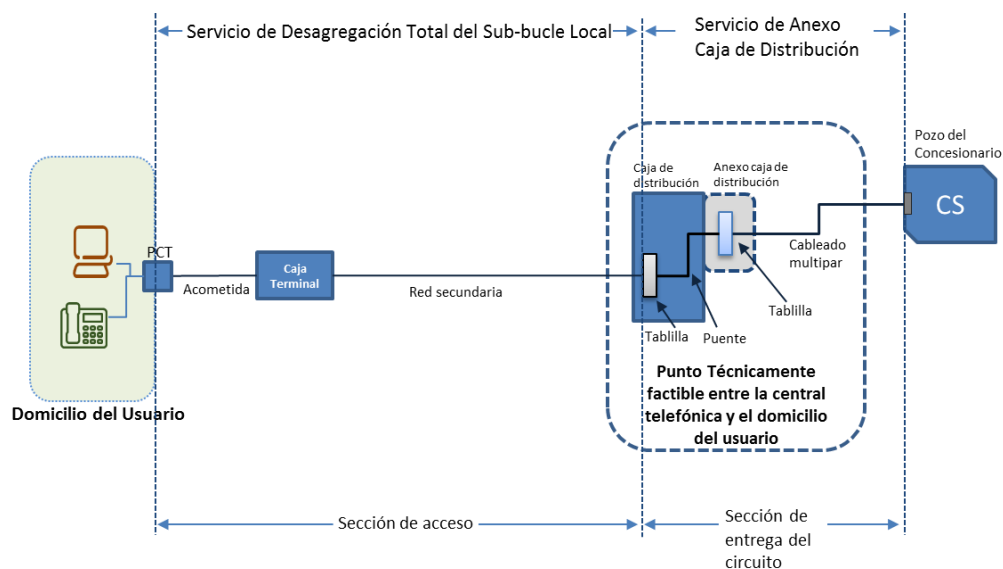 Servicio de Desagregación Total del Sub-bucle Local
Servicio de Anexo
Caja de Distribución
Pozo del
Concesionario
CS
Caja de
distribución
Anexo caja de
distribución
PCT
Acometida
Caja
Terminal
Red secundaria
Cableado
multipar
Tablilla
Puente
Tablilla
Punto Técnicamente
factible entre la central
telefónica y el domicilio
del usuario
Domicilio del Usuario
Sección de acceso
Sección de
entrega del
circuito